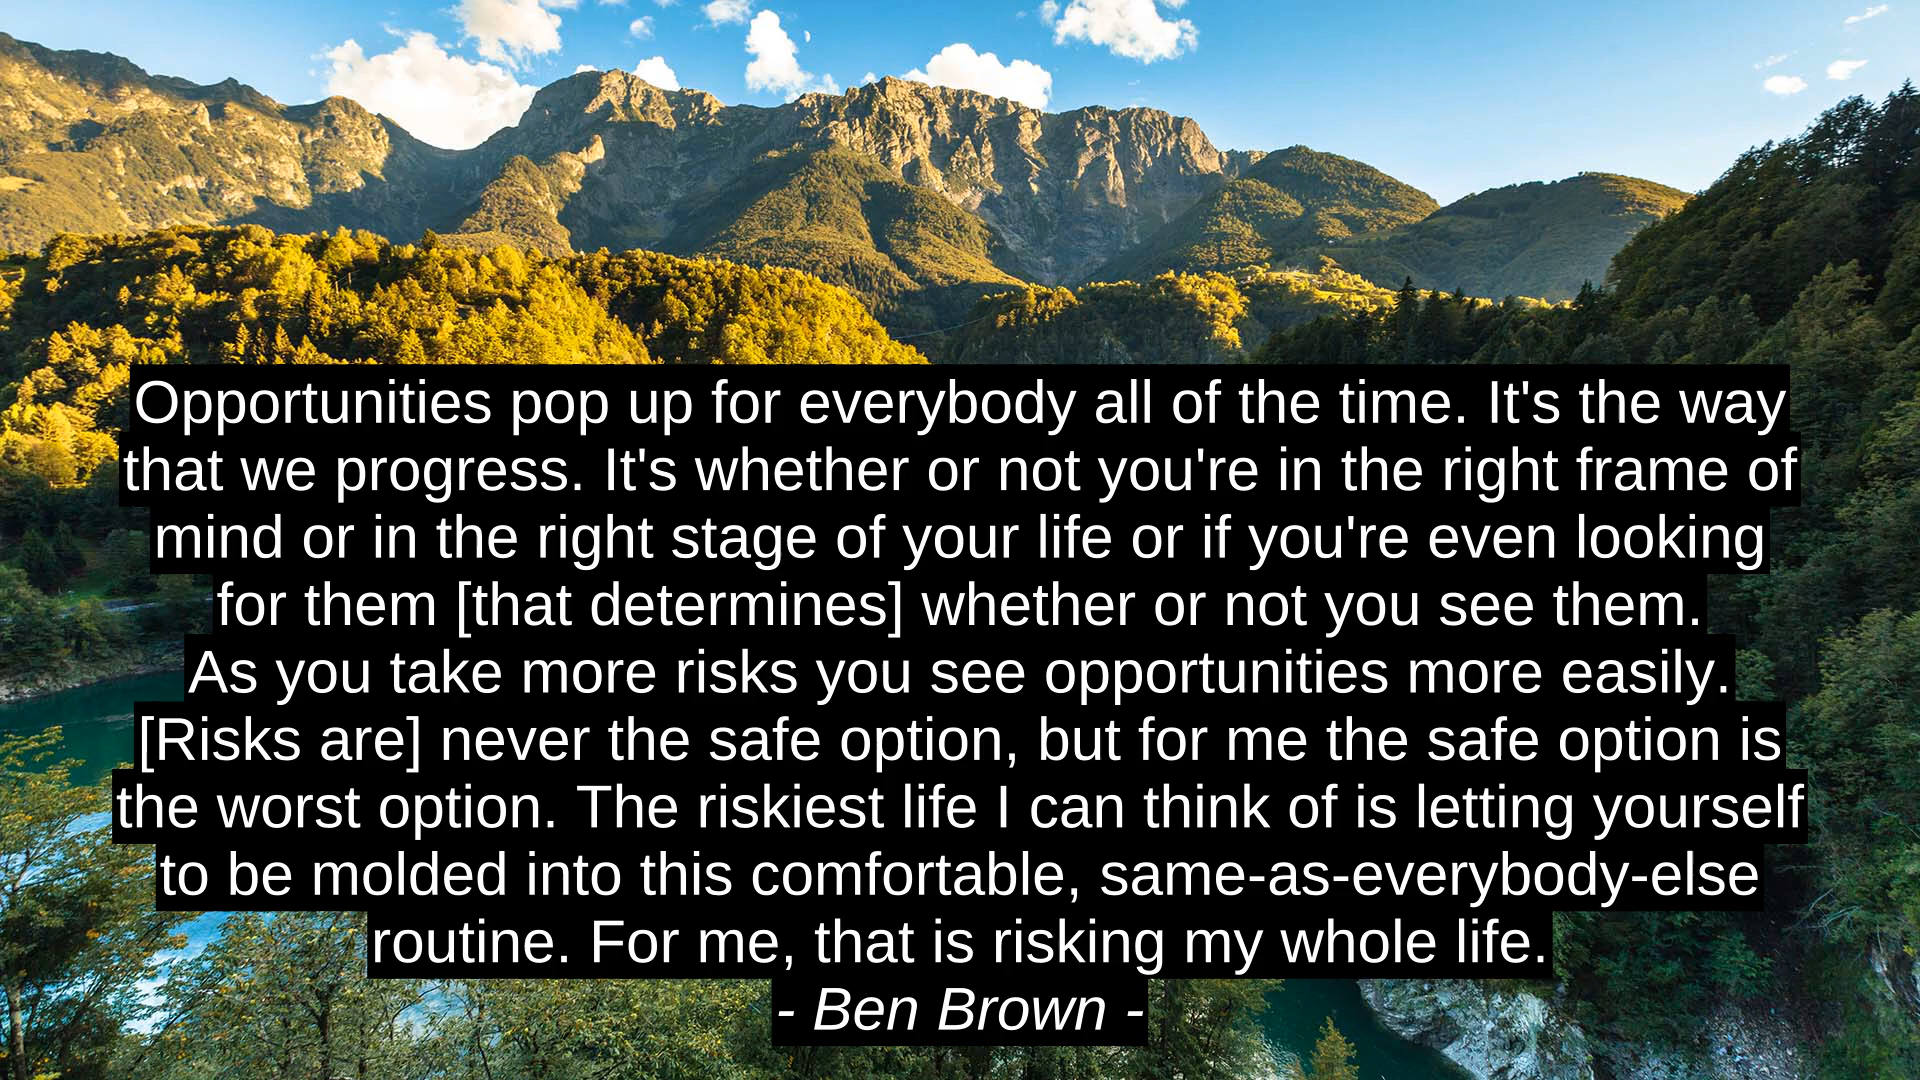 Opportunities pop up for everybody all of the time. It's the way
that we progress. It's whether or not you're in the right frame of
mind or in the right stage of your life or if you're even looking
for them [that determines] whether or not you see them.
As you take more risks you see opportunities more easily.
[Risks are] never the safe option, but for me the safe option is
the worst option. The riskiest life I can think of is letting yourself
to be molded into this comfortable, same-as-everybody-else
routine. For me, that is risking my whole life.
- Ben Brown -